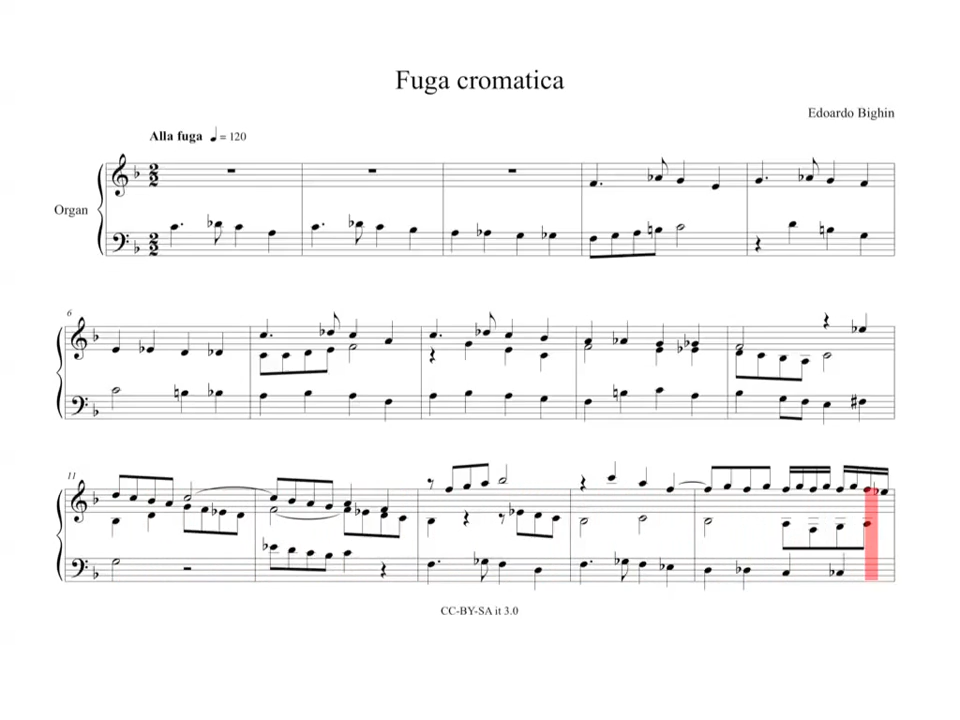 Fuga cromatica
Edoardo Bighin
Alla fuga ♩ = 120
Organ
6
11
CC-BY-SA it 3.0